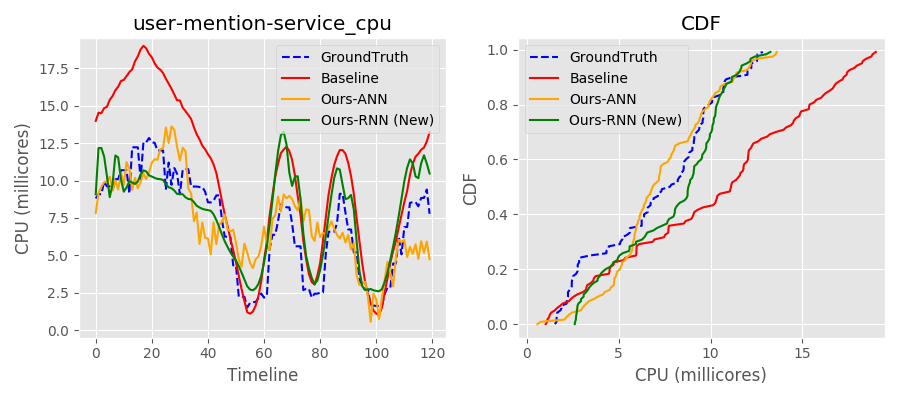 user-mention-service_cpu
GroundTruth
Baseline
Ours-ANN
Ours-RNN (New)
CPU (millicores)
17.5
15.0
12.5
10.0
7.5
5.0
2.5
0.0
0 20 40 60 80 100 120
Timeline
CDF
GroundTruth
Baseline
Ours-ANN
Ours-RNN (New)
CDF
1.0
0.8
0.6
0.4
0.2
0.0
0 5 10 15
CPU (millicores)